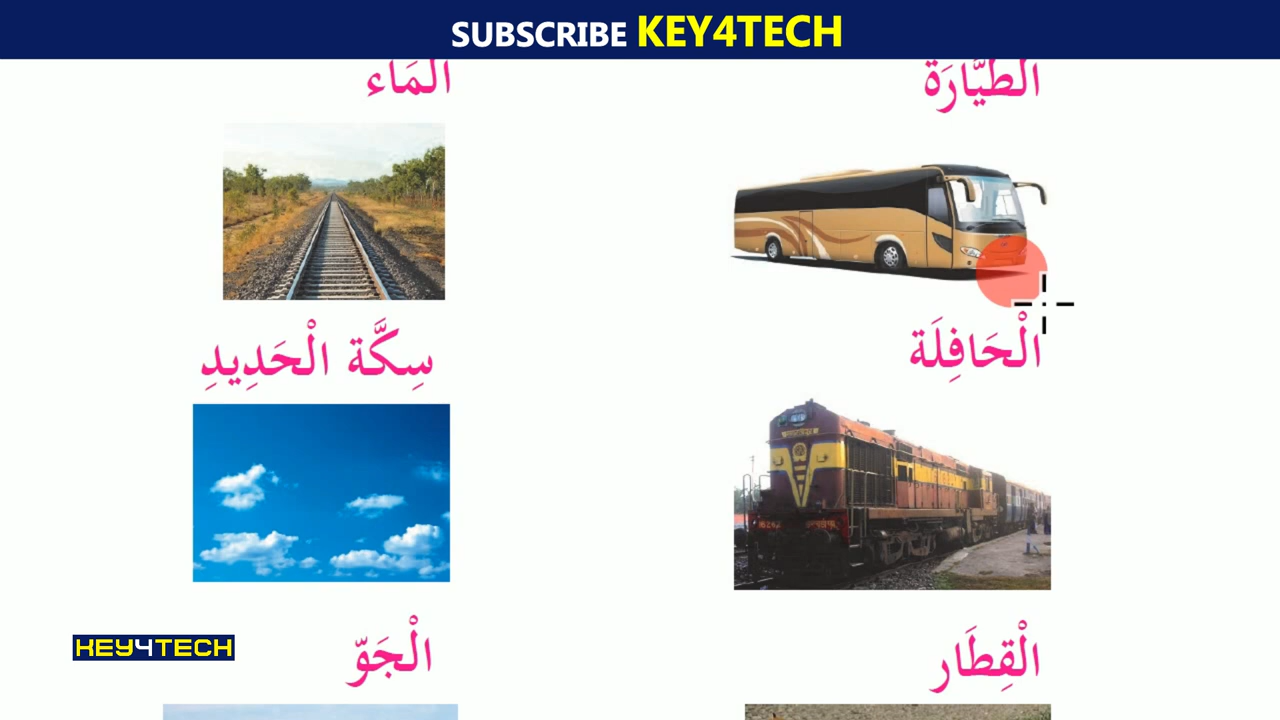 SUBSCRIBE KEY4TECH
الطَّيَّارَة
الْمَاء
الْحَافِلَة
سِكَّة الْحَدِيدِ
الْقِطَار
الْجَوّ
KEY4TECH